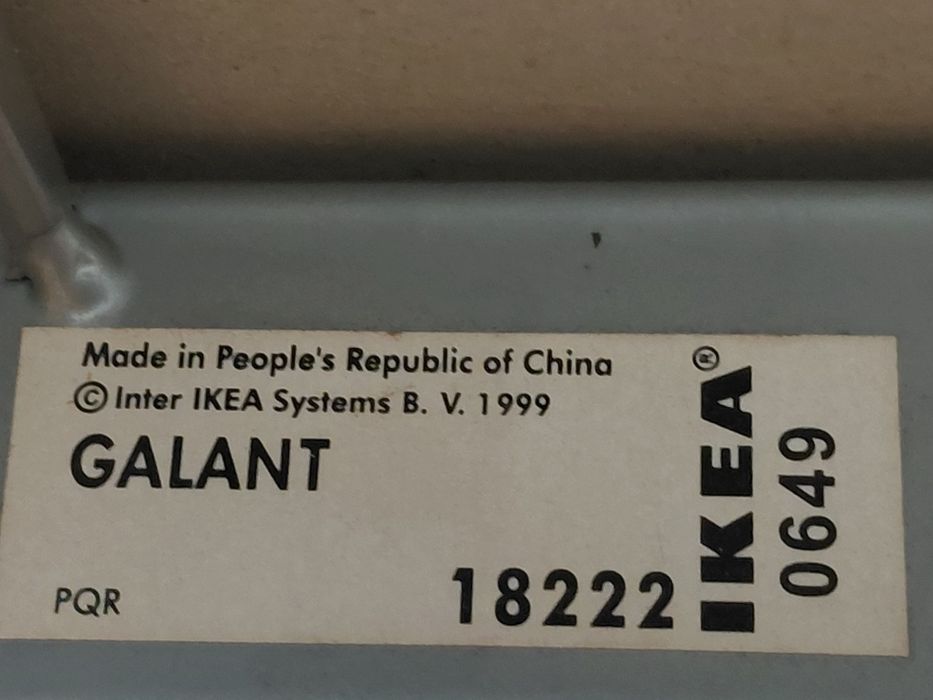 Made in People's Republic of China
© Inter IKEA Systems B. V. 1999
GALANT
PQR
18222
IKEA®
0649